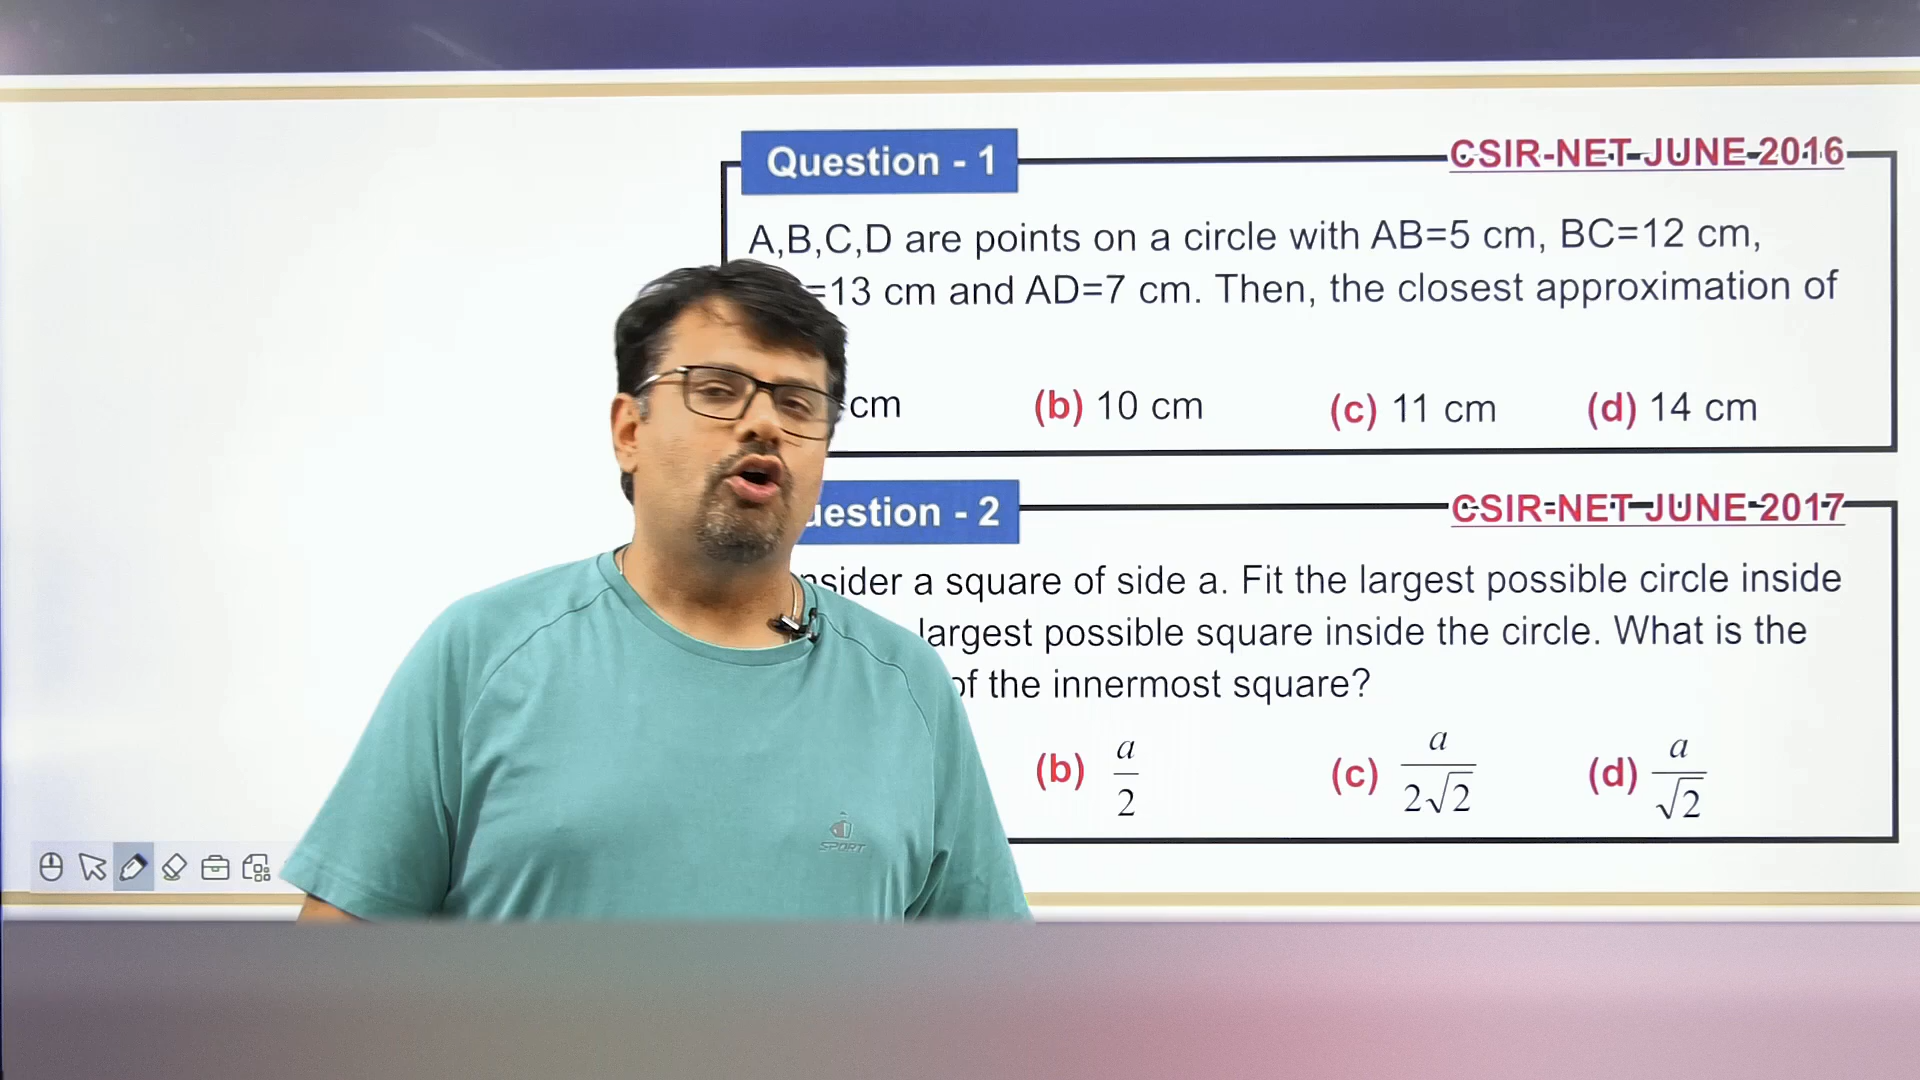 Question - 1
CSIR-NET-JUNE-2016
A,B,C,D are points on a circle with AB=5 cm, BC=12 cm,
=13 cm and AD=7 cm. Then, the closest approximation of
cm
(b) 10 cm
(c) 11 cm
(d) 14 cm
uestion - 2
CSIR-NET-JUNE-2017
nsider a square of side a. Fit the largest possible circle inside
largest possible square inside the circle. What is the
of the innermost square?
(b) a/2
(c) a/2√2
(d) a/√2
SPORT